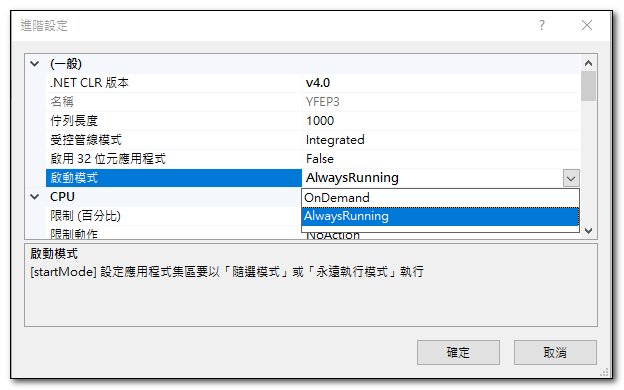 進階設定
(一般)
.NET CLR 版本 v4.0
名稱 YFEP3
佇列長度 1000
受控管線模式 Integrated
啟用 32 位元應用程式 False
啟動模式 AlwaysRunning
CPU OnDemand
限制 (百分比) AlwaysRunning
限制動作 NoAction
啟動模式
[startMode] 設定應用程式集區要以「隨選模式」或「永遠執行模式」執行
確定 取消